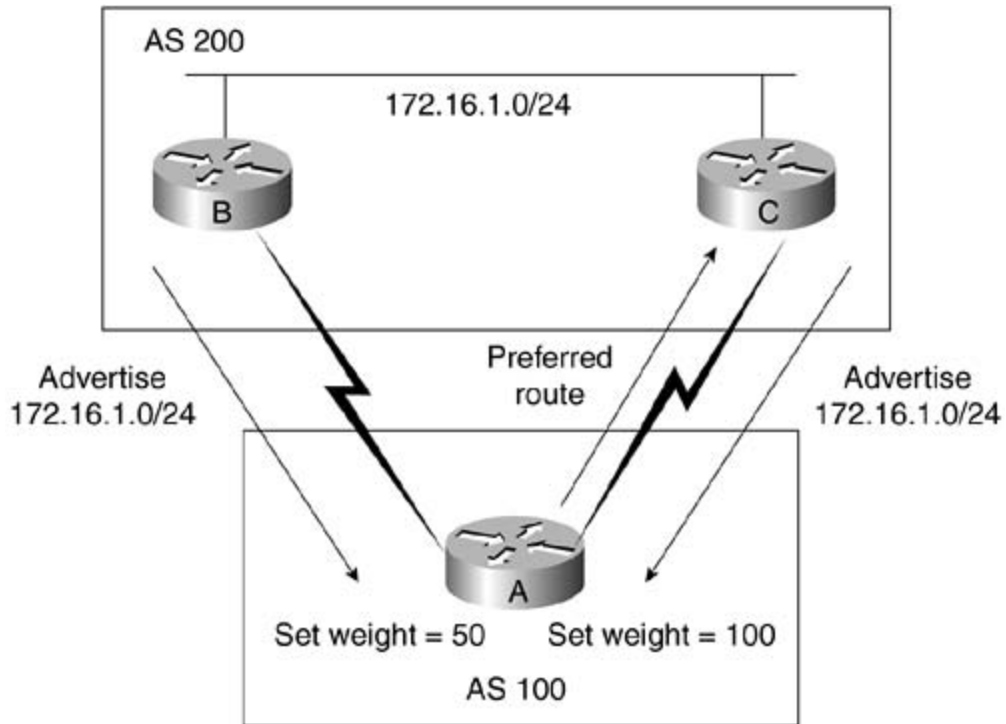 AS 200
172.16.1.0/24
B
C
Advertise
172.16.1.0/24
Preferred
route
Advertise
172.16.1.0/24
A
Set weight = 50
Set weight = 100
AS 100